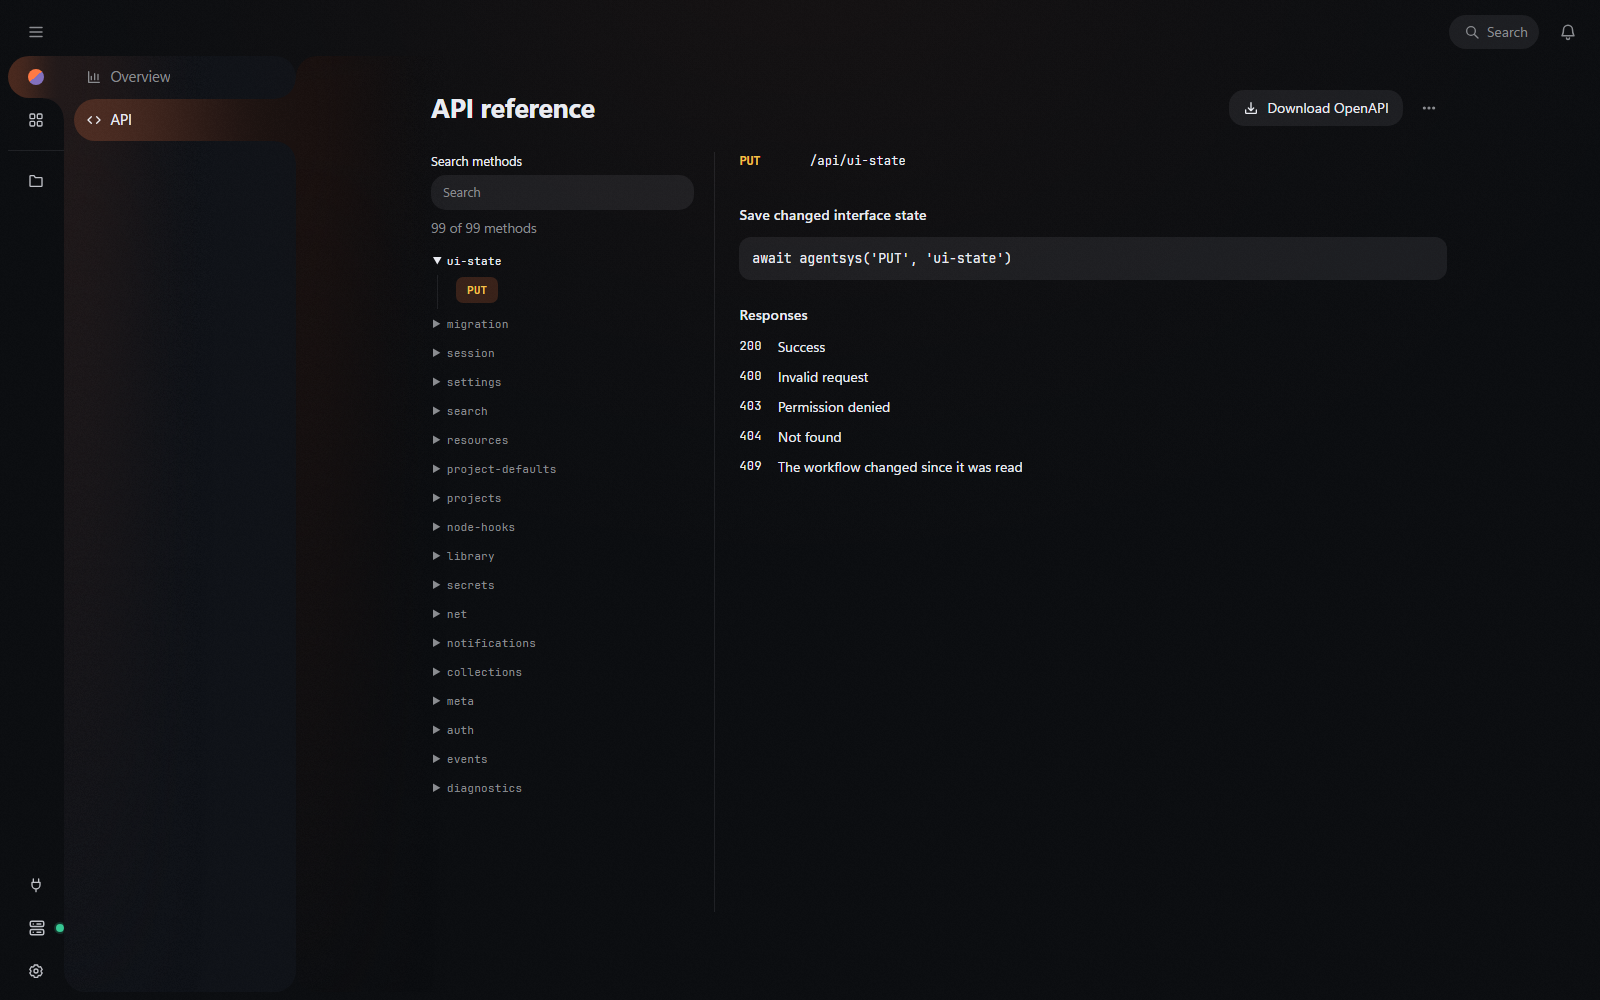 Search
Overview
API
API reference
Download OpenAPI
Search methods
Search
99 of 99 methods
ui-state
PUT
migration
session
settings
search
resources
project-defaults
projects
node-hooks
library
secrets
net
notifications
collections
meta
auth
events
diagnostics
PUT /api/ui-state
Save changed interface state
await agentsys('PUT', 'ui-state')
Responses
200 Success
400 Invalid request
403 Permission denied
404 Not found
409 The workflow changed since it was read